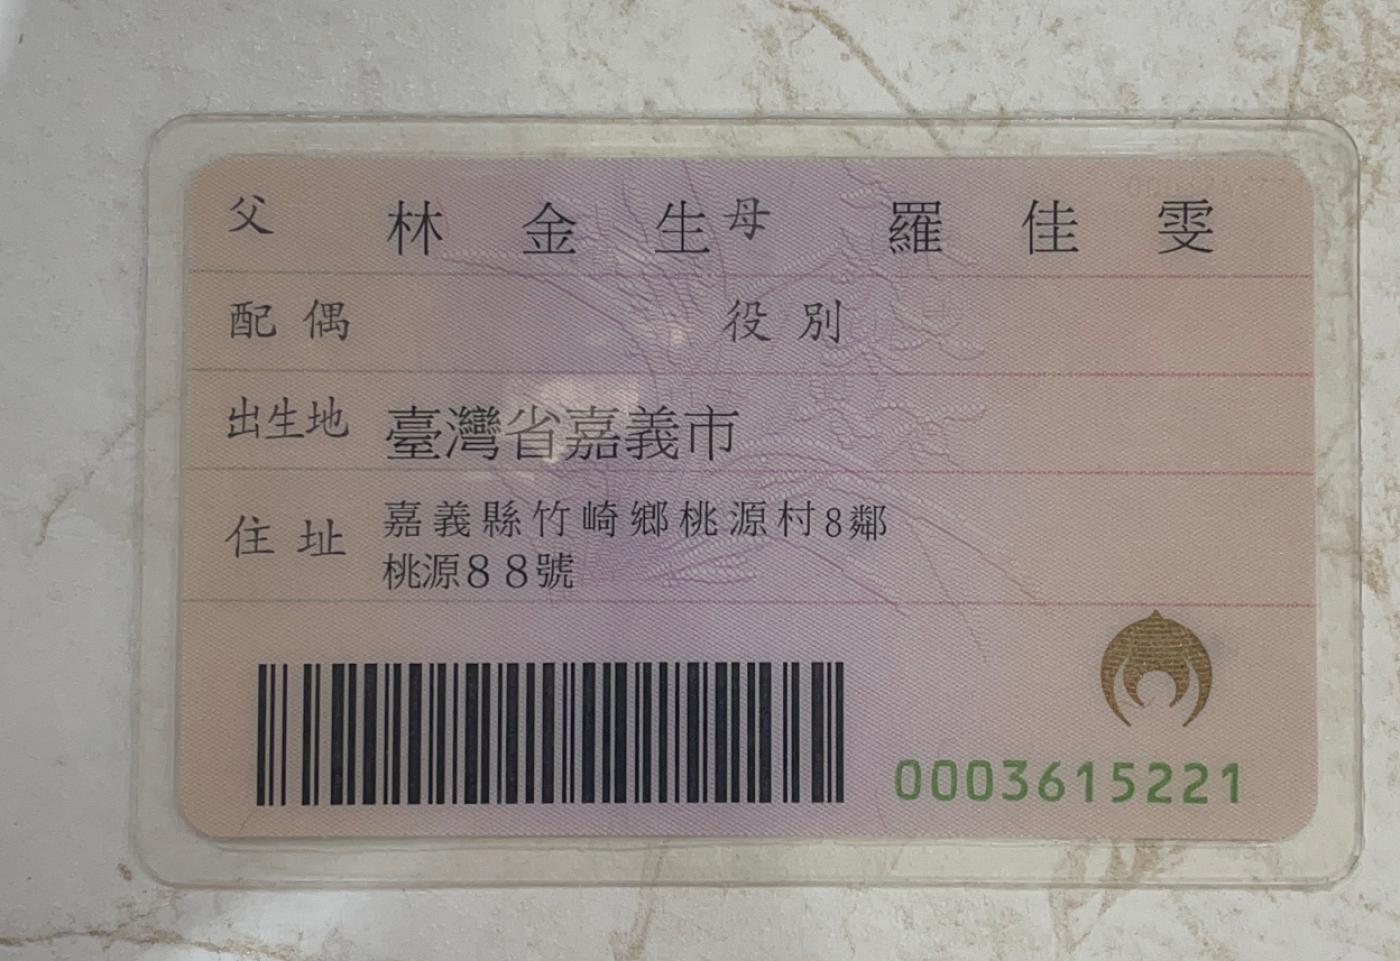 父 林金生 母 羅佳雯
配偶 役別
出生地 臺灣省嘉義市
住址 嘉義縣竹崎鄉桃源村8鄰
桃源88號
0003615221